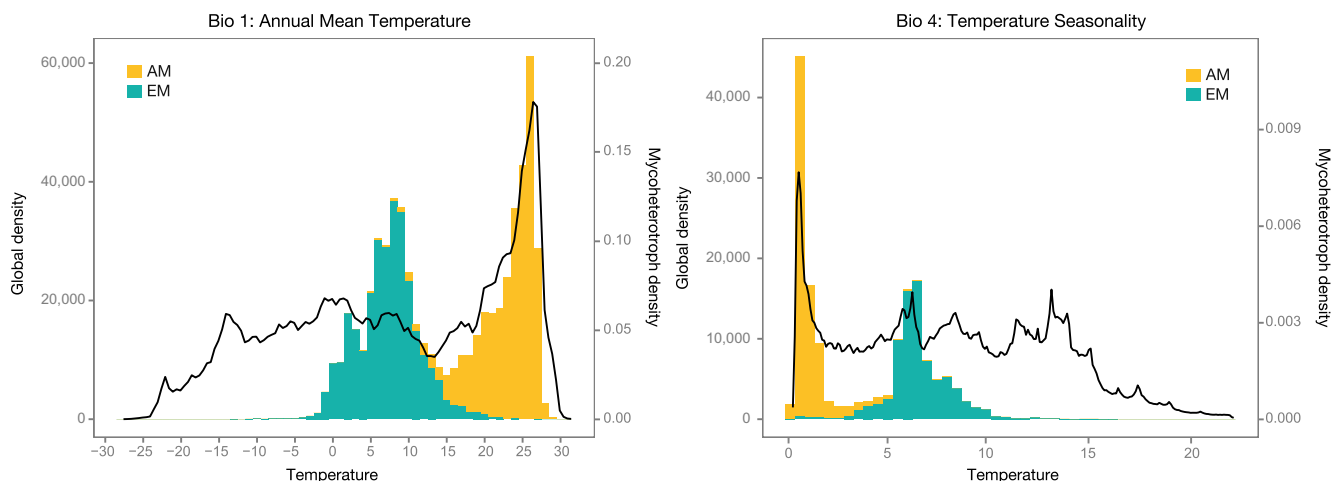 Bio 1: Annual Mean Temperature
60,000
40,000
20,000
0
Global density
AM
EM
0.20
0.15
0.10
0.05
0.00
Mycoheterotroph density
−30 −25 −20 −15 −10 −5 0 5 10 15 20 25 30
Temperature
Bio 4: Temperature Seasonality
40,000
30,000
20,000
10,000
0
Global density
AM
EM
0.009
0.006
0.003
0.000
Mycoheterotroph density
0 5 10 15 20
Temperature